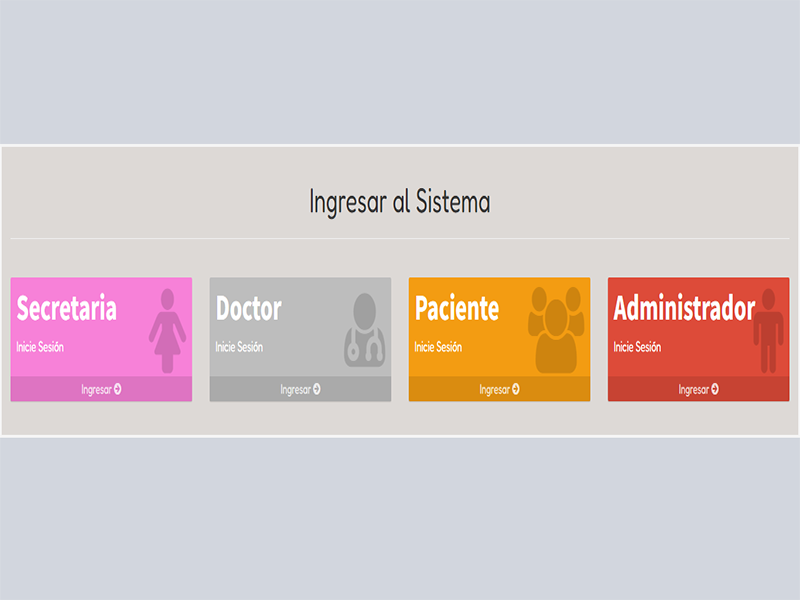 Ingresar al Sistema
Secretaria
Inicie Sesión
Ingresar
Doctor
Inicie Sesión
Ingresar
Paciente
Inicie Sesión
Ingresar
Administrador
Inicie Sesión
Ingresar